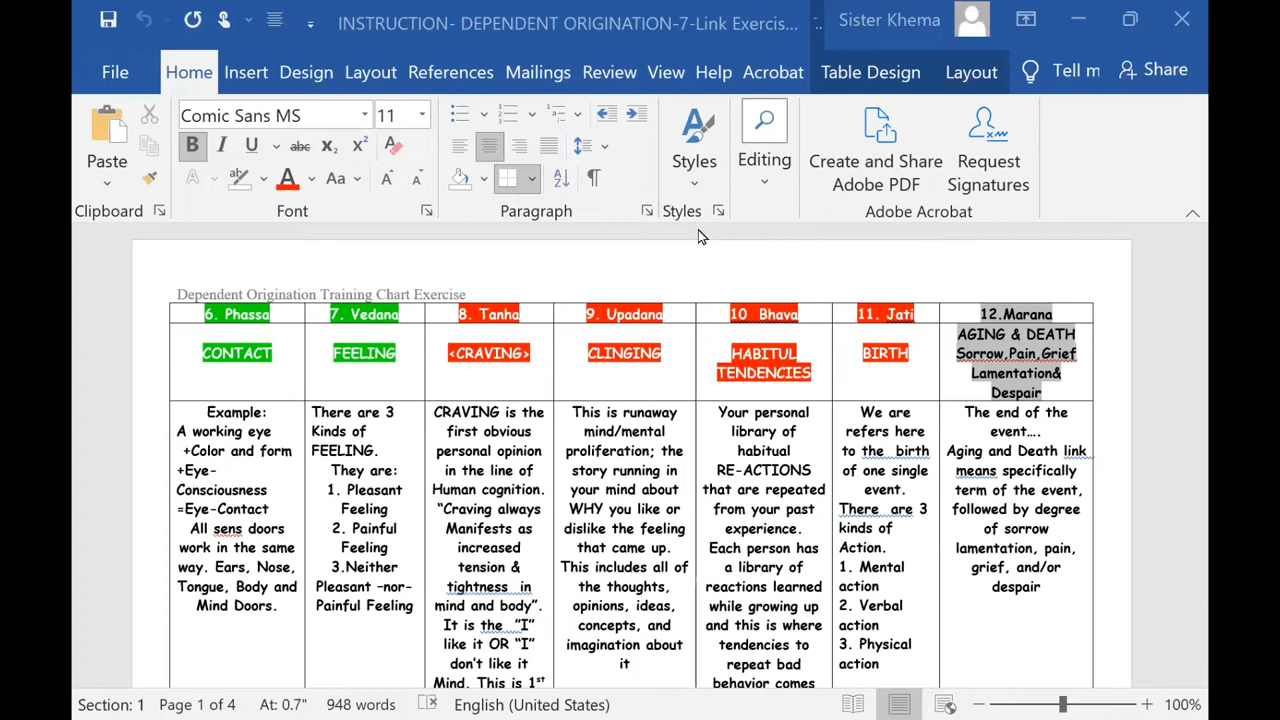 INSTRUCTION- DEPENDENT ORIGINATION-7-Link Exercis...
Sister Khema
File Home Insert Design Layout References Mailings Review View Help Acrobat Table Design Layout Tell m Share
Comic Sans MS 11
Paste
Styles
Editing
Create and Share Adobe PDF
Request Signatures
Clipboard Font Paragraph Styles Adobe Acrobat
Dependent Origination Training Chart Exercise
6. Phassa
CONTACT
Example:
A working eye
+Color and form
+Eye-
Consciousness
=Eye-Contact
All sens doors
work in the same
way. Ears, Nose,
Tongue, Body and
Mind Doors.
7. Vedana
FEELING
There are 3
Kinds of
FEELING.
They are:
1. Pleasant
Feeling
2. Painful
Feeling
3.Neither
Pleasant –nor-
Painful Feeling
8. Tanha
<CRAVING>
CRAVING is the
first obvious
personal opinion
in the line of
Human cognition.
“Craving always
Manifests as
increased
tension &
tightness in
mind and body”.
It is the ”I”
like it OR “I”
don’t like it
Mind. This is 1st
9. Upadana
CLINGING
This is runaway
mind/mental
proliferation; the
story running in
your mind about
WHY you like or
dislike the feeling
that came up.
This includes all of
the thoughts,
opinions, ideas,
concepts, and
imagination about
it
10 Bhava
HABITUL
TENDENCIES
Your personal
library of
habitual
RE-ACTIONS
that are repeated
from your past
experience.
Each person has
a library of
reactions learned
while growing up
and this is where
tendencies to
repeat bad
behavior comes
11. Jati
BIRTH
We are
refers here
to the birth
of one single
event.
There are 3
kinds of
Action.
1. Mental
action
2. Verbal
action
3. Physical
action
12.Marana
AGING & DEATH
Sorrow,Pain,Grief
Lamentation&
Despair
The end of the
event….
Aging and Death link
means specifically
term of the event,
followed by degree
of sorrow
lamentation, pain,
grief, and/or
despair
Section: 1 Page 1 of 4 At: 0.7" 948 words English (United States) 100%